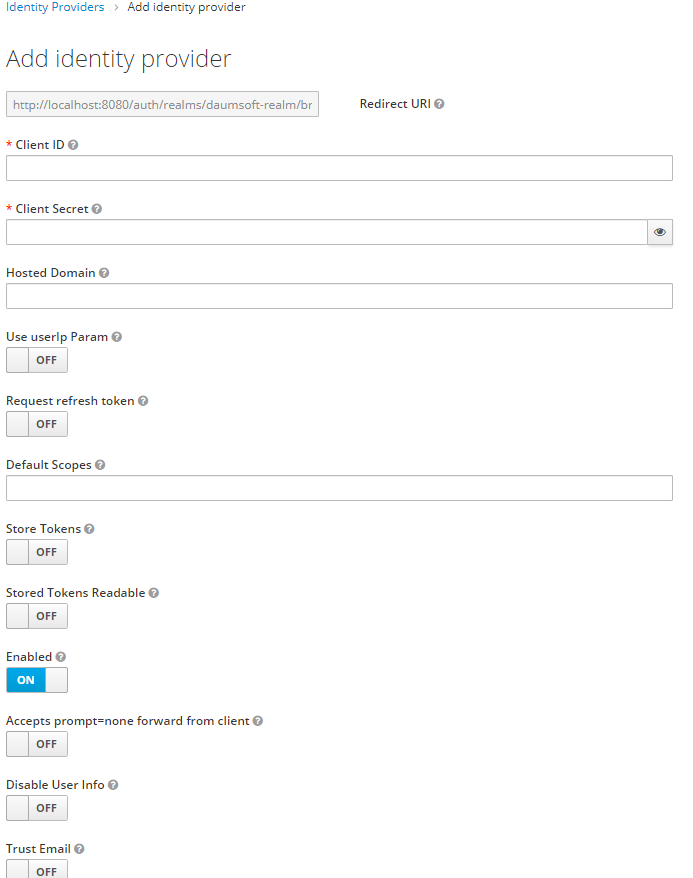 Identity Providers > Add identity provider
Add identity provider
http://localhost:8080/auth/realms/daumsoft-realm/br Redirect URI
* Client ID
* Client Secret
Hosted Domain
Use userIp Param
OFF
Request refresh token
OFF
Default Scopes
Store Tokens
OFF
Stored Tokens Readable
OFF
Enabled
ON
Accepts prompt=none forward from client
OFF
Disable User Info
OFF
Trust Email
OFF